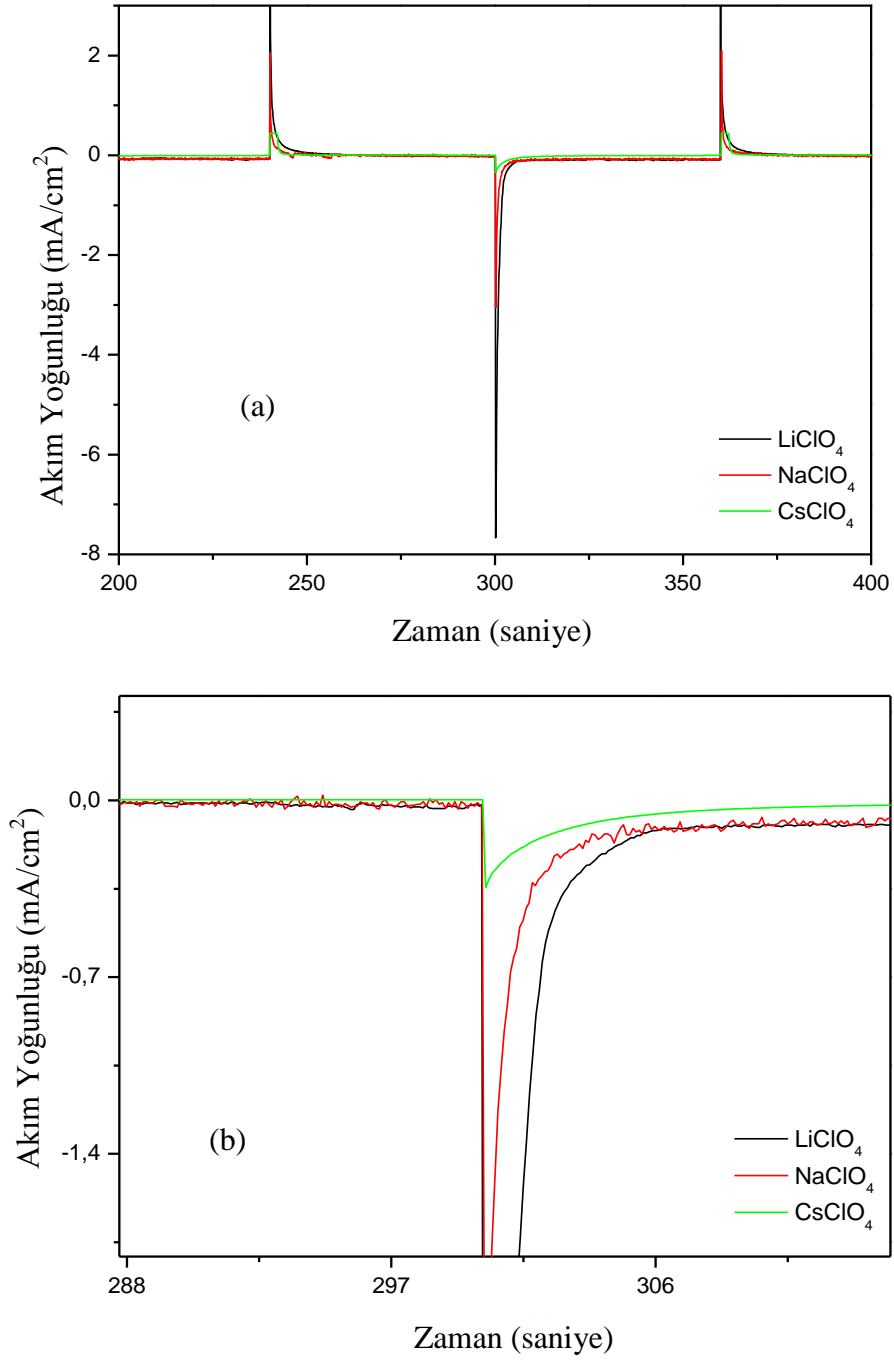 2
0
-2
-4
-6
-8
Akım Yoğunluğu (mA/cm²)
(a)
LiClO₄
NaClO₄
CsClO₄
200 250 300 350 400
Zaman (saniye)
0,0
-0,7
-1,4
Akım Yoğunluğu (mA/cm²)
(b)
LiClO₄
NaClO₄
CsClO₄
288 297 306
Zaman (saniye)